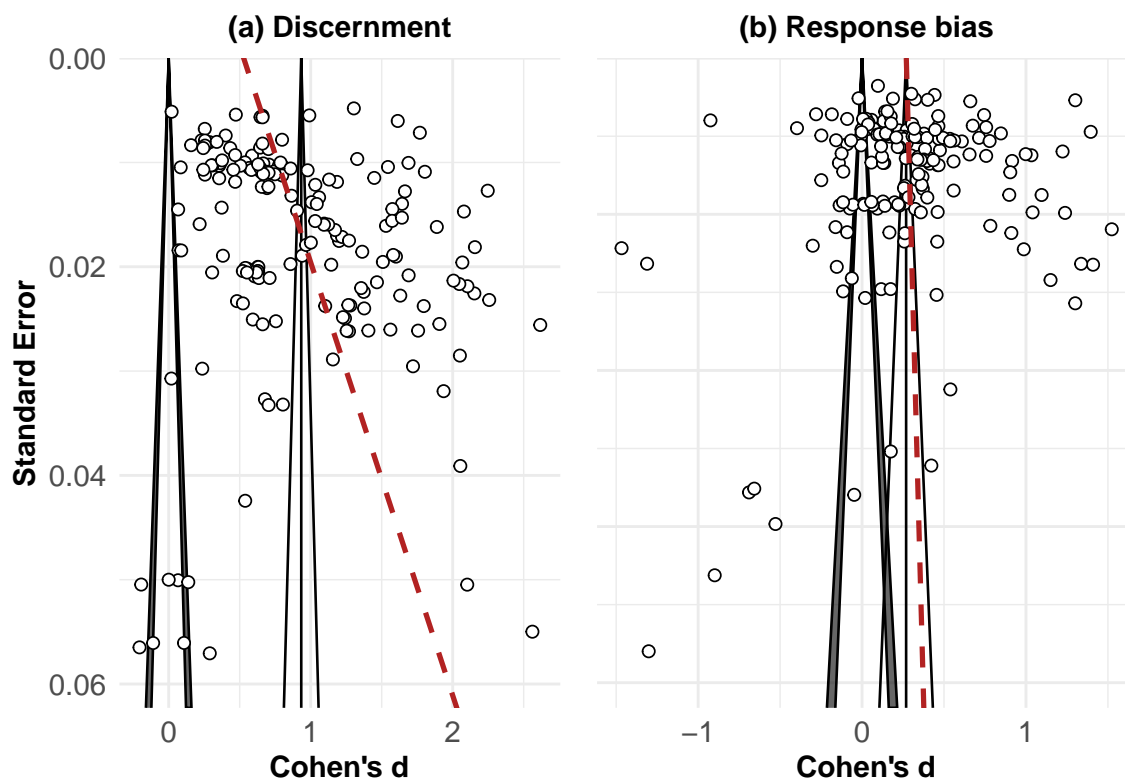 (a) Discernment
(b) Response bias
Standard Error
0.00
0.02
0.04
0.06
0
1
2
−1
0
1
Cohen's d
Cohen's d